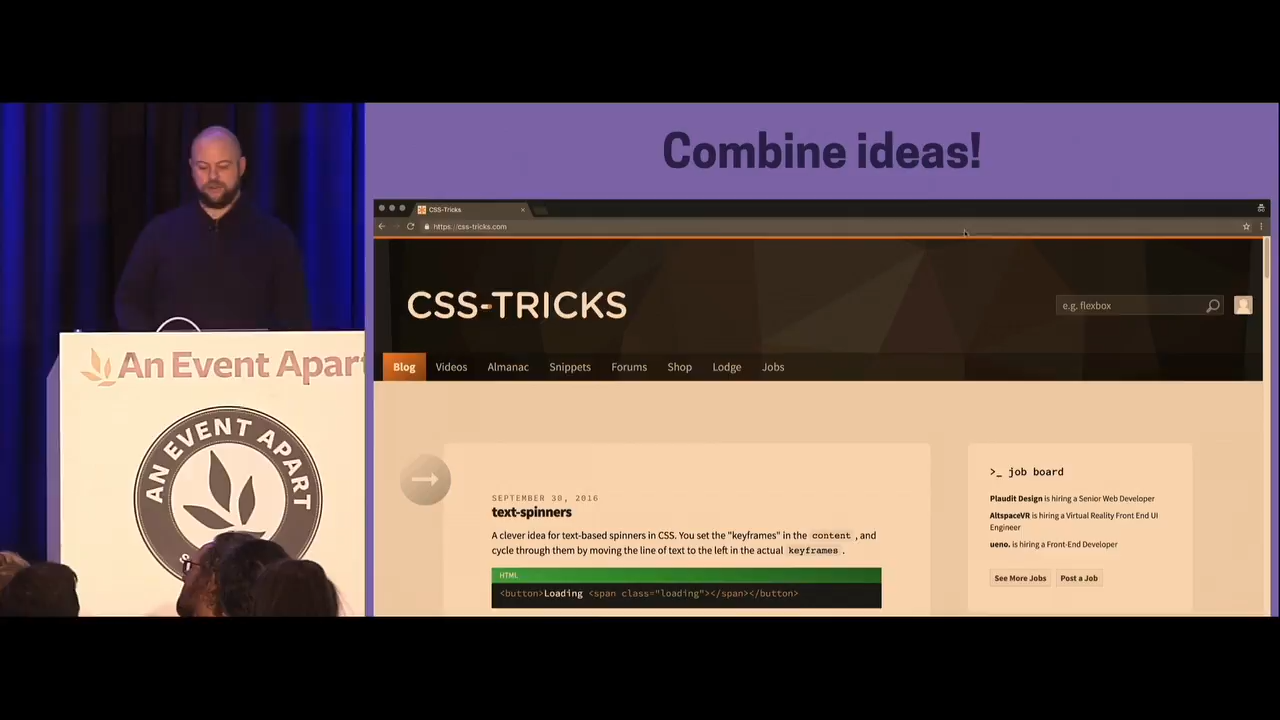 Combine ideas!
CSS-Tricks
https://css-tricks.com
CSS-TRICKS
e.g. flexbox
Blog Videos Almanac Snippets Forums Shop Lodge Jobs
An Event Apart
AN EVENT APART
SEPTEMBER 30, 2016
text-spinners
A clever idea for text-based spinners in CSS. You set the "keyframes" in the content , and
cycle through them by moving the line of text to the left in the actual keyframes .
HTML
<button>Loading <span class="loading"></span></button>
>_ job board
Plaudit Design is hiring a Senior Web Developer
AltspaceVR is hiring a Virtual Reality Front End UI
Engineer
ueno. is hiring a Front-End Developer
See More Jobs Post a Job